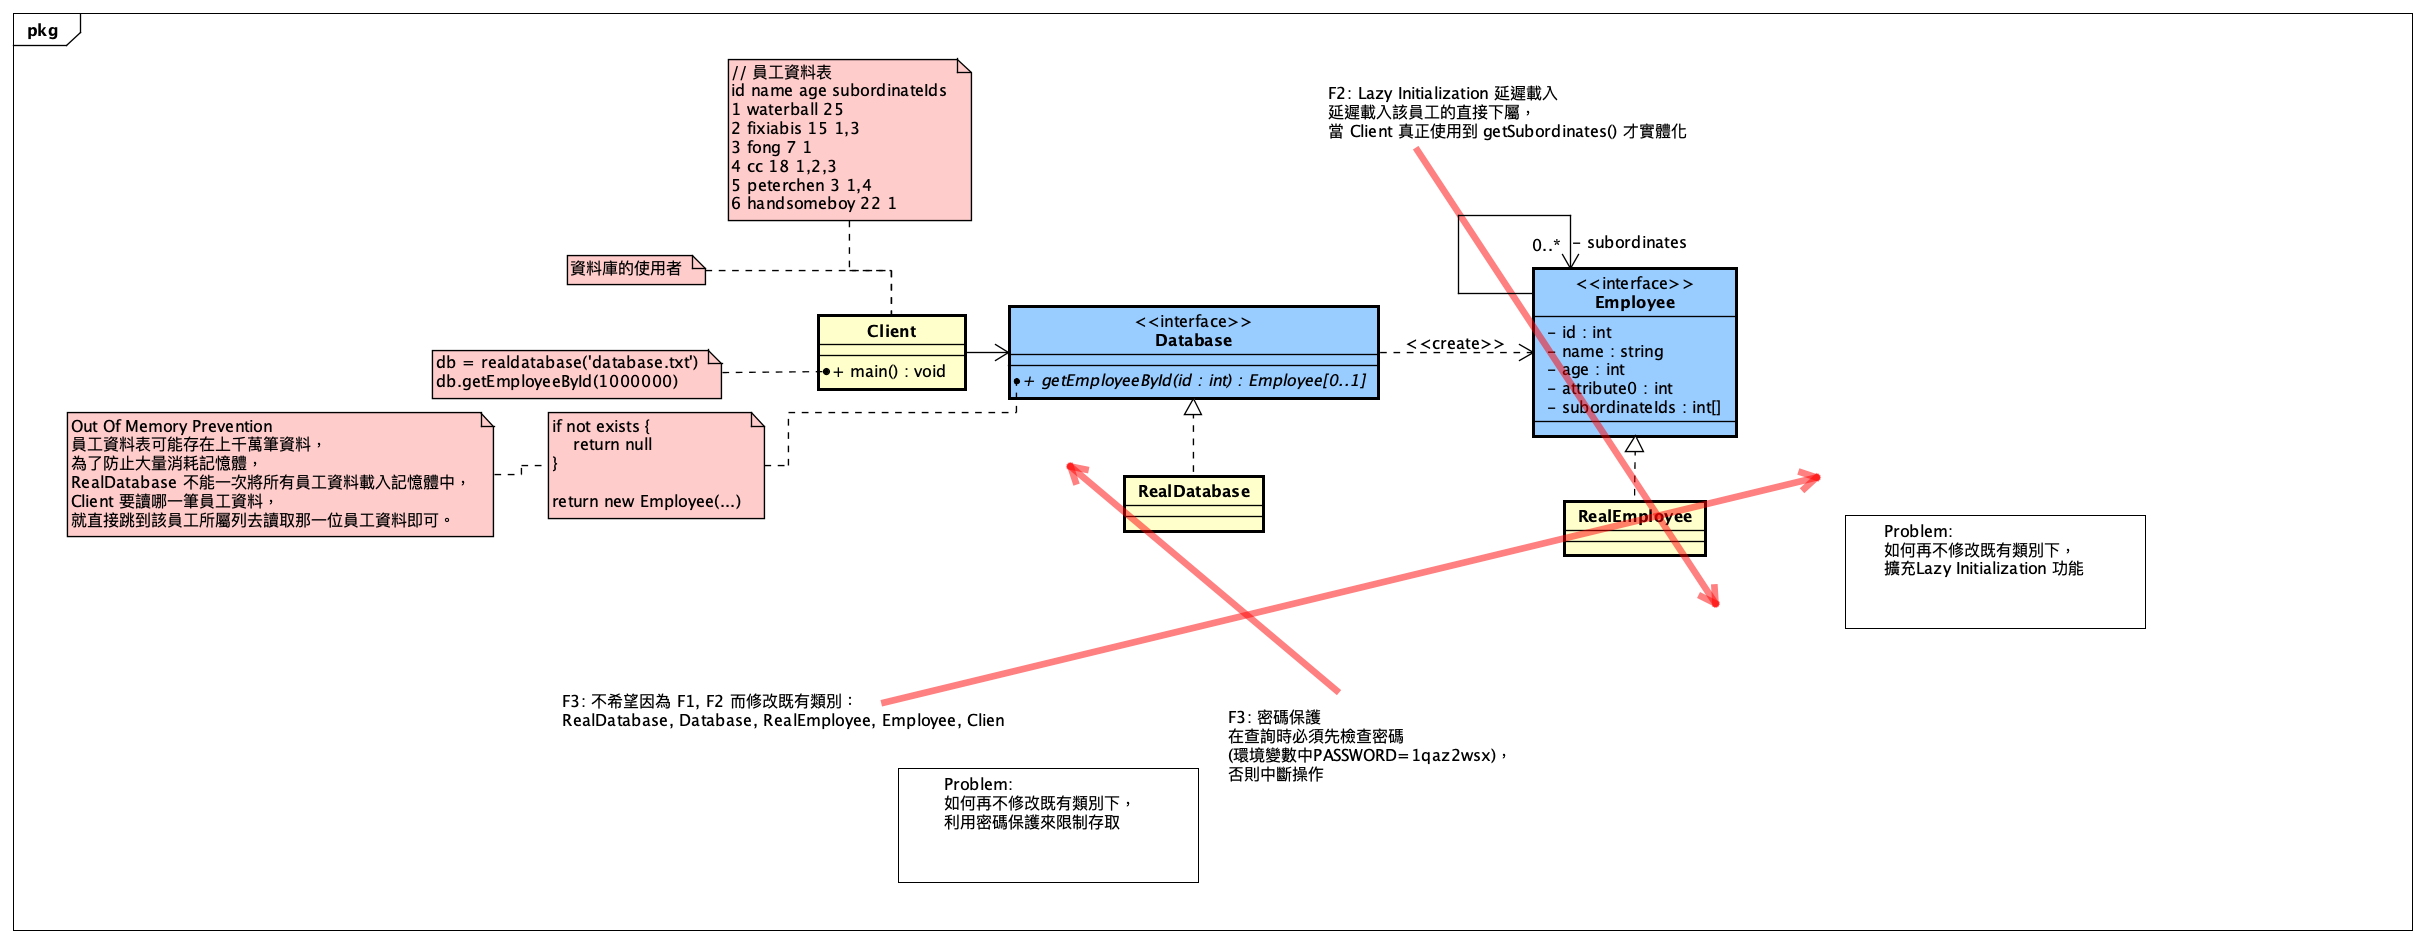 pkg
// 員工資料表
id name age subordinateIds
1 waterball 25
2 fixiabis 15 1,3
3 fong 7 1
4 cc 18 1,2,3
5 peterchen 3 1,4
6 handsomeboy 22 1
F2: Lazy Initialization 延遲載入
延遲載入該員工的直接下屬，
當 Client 真正使用到 getSubordinates() 才實體化
資料庫的使用者
0..*
- subordinates
<<interface>>
Employee
- id : int
- name : string
- age : int
- attribute0 : int
- subordinateIds : int[]
Client
+ main() : void
<<interface>>
Database
+ getEmployeeById(id : int) : Employee[0..1]
<<create>>
db = realdatabase('database.txt')
db.getEmployeeById(1000000)
Out Of Memory Prevention
員工資料表可能存在上千萬筆資料，
為了防止大量消耗記憶體，
RealDatabase 不能一次將所有員工資料載入記憶體中，
Client 要讀哪一筆員工資料，
就直接跳到該員工所屬列去讀取那一位員工資料即可。
if not exists {
return null
}
return new Employee(...)
RealDatabase
RealEmployee
Problem:
如何再不修改既有類別下，
擴充Lazy Initialization 功能
F3: 不希望因為 F1, F2 而修改既有類別：
RealDatabase, Database, RealEmployee, Employee, Clien
F3: 密碼保護
在查詢時必須先檢查密碼
(環境變數中PASSWORD=1qaz2wsx)，
否則中斷操作
Problem:
如何再不修改既有類別下，
利用密碼保護來限制存取